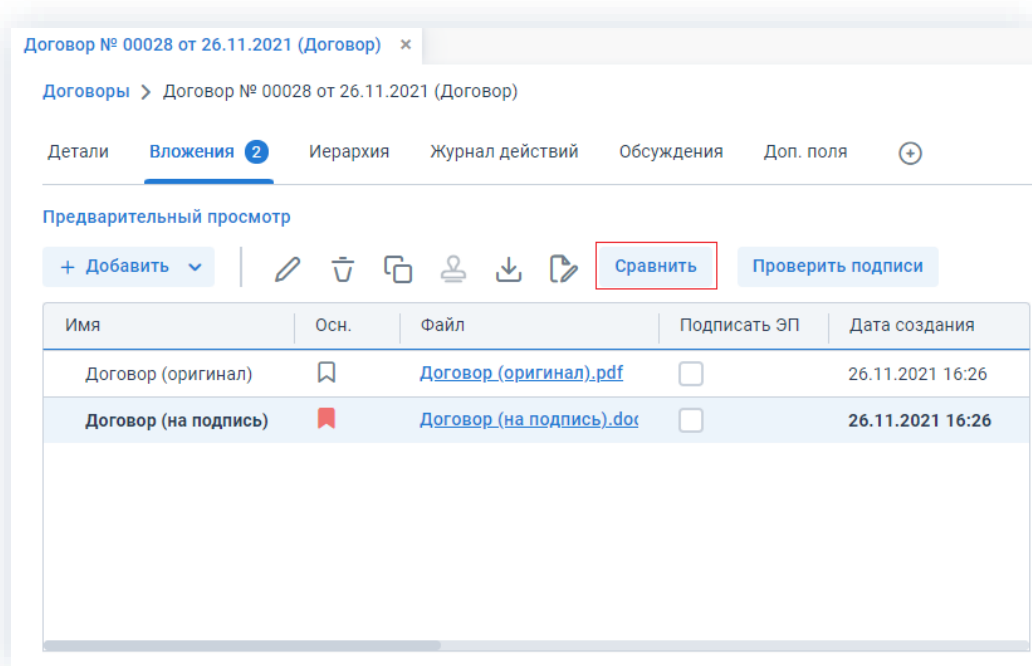 Договор № 00028 от 26.11.2021 (Договор) ×
Договоры > Договор № 00028 от 26.11.2021 (Договор)
Детали Вложения 2 Иерархия Журнал действий Обсуждения Доп. поля
Предварительный просмотр
+ Добавить Сравнить Проверить подписи
Имя Осн. Файл Подписать ЭП Дата создания
Договор (оригинал) Договор (оригинал).pdf 26.11.2021 16:26
Договор (на подпись) Договор (на подпись).doc 26.11.2021 16:26